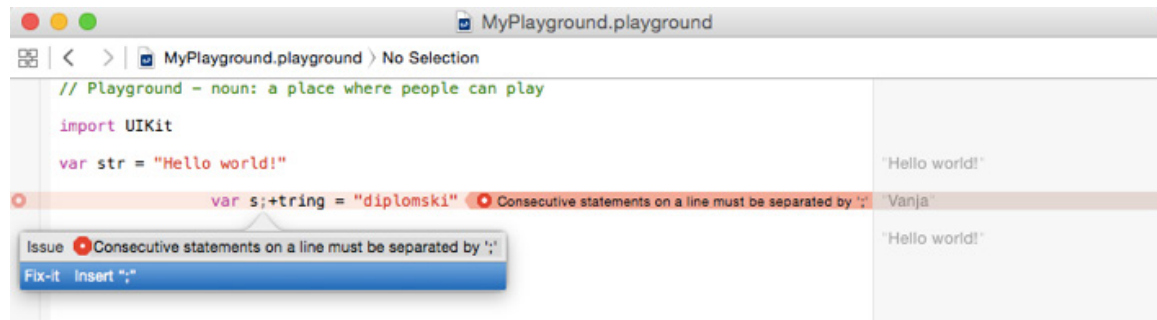 MyPlayground.playground
MyPlayground.playground > No Selection
// Playground – noun: a place where people can play
import UIKit
var str = "Hello world!" "Hello world!"
var s;+tring = "diplomski" Consecutive statements on a line must be separated by ';' "Vanja"
"Hello world!"
Issue Consecutive statements on a line must be separated by ';'
Fix-it Insert ";"